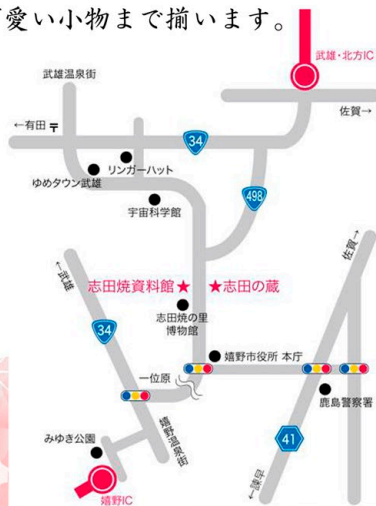 愛い小物まで揃います。
武雄・北方IC
武雄温泉街
佐賀→
←有田
34
リンガーハット
ゆめタウン武雄
宇宙科学館
498
佐賀→
←武雄
志田焼資料館★ ★志田の蔵
志田焼の里
博物館
34
嬉野市役所 本庁
一位原
鹿島警察署
嬉野温泉街
みゆき公園
41
←諫早
嬉野IC